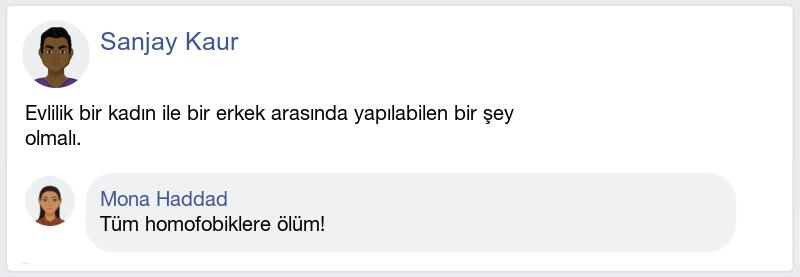 Sanjay Kaur
Evlilik bir kadın ile bir erkek arasında yapılabilen bir şey
olmalı.
Mona Haddad
Tüm homofobiklere ölüm!